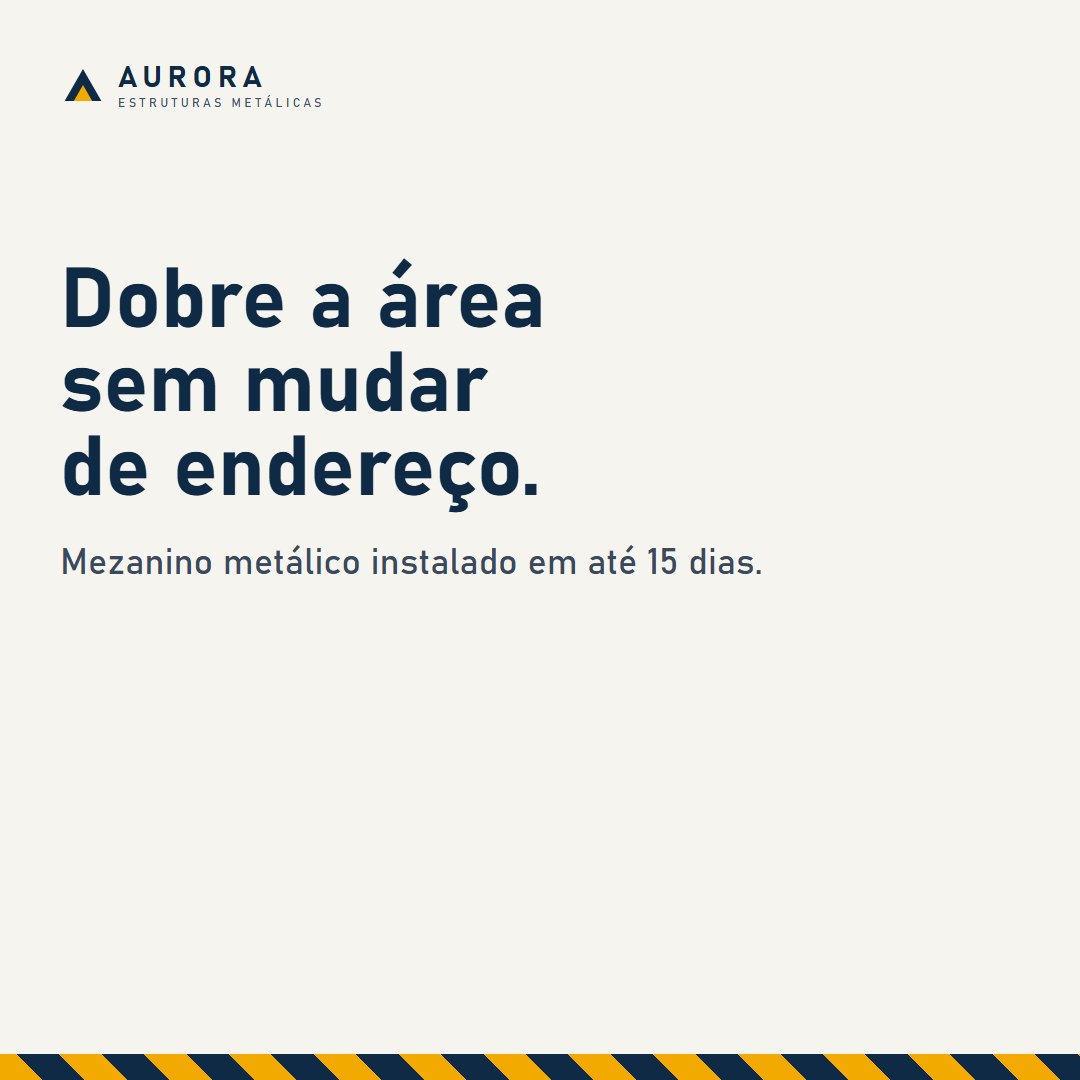 AURORA
ESTRUTURAS METÁLICAS
Dobre a área
sem mudar
de endereço.
Mezanino metálico instalado em até 15 dias.